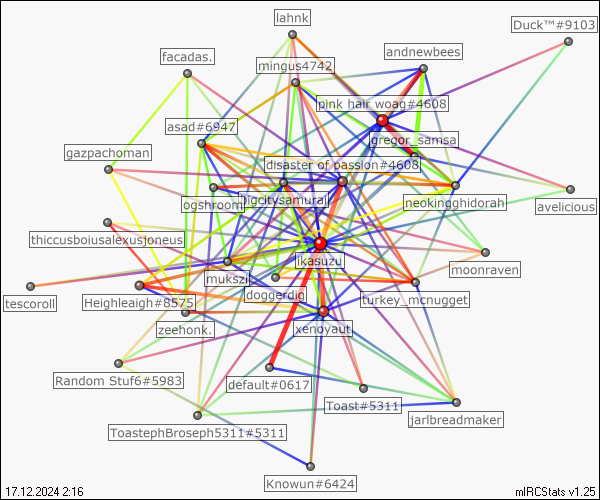 lahnk
Duck™#9103
andnewbees
facadas.
mingus4742
pink hair woag#4608
asad#6947
gregor_samsa
gazpachoman
disaster of passion#4608
ogshroom
bigcitysamurai
neokingghidorah
avelicious
thiccusboiusalexusjoneus
ikasuzu
moonraven
mukszi
tescoroll
Heighleaigh#8575
doggerdig
turkey_mcnugget
zeehonk.
xenoyaut
Random Stuf6#5983
default#0617
Toast#5311
jarlbreadmaker
ToastephBroseph5311#5311
Knowun#6424
17.12.2024 2:16
mIRCStats v1.25